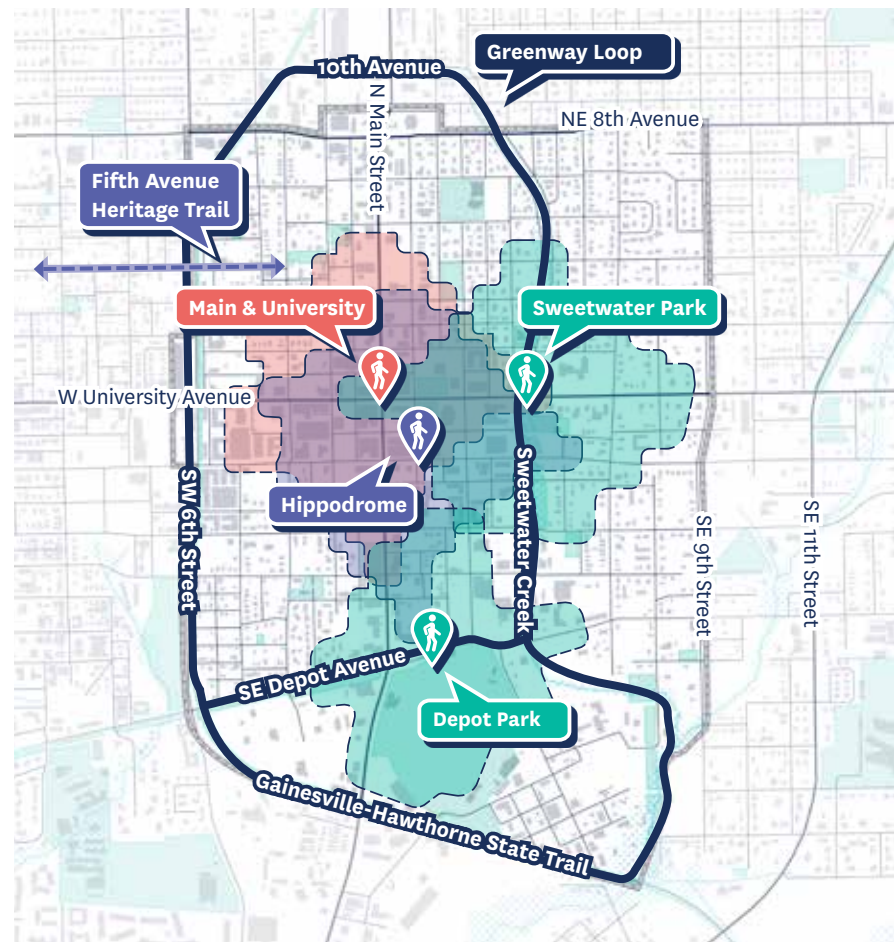 10th Avenue
Greenway Loop
N Main Street
NE 8th Avenue
Fifth Avenue
Heritage Trail
Main & University
Sweetwater Park
W University Avenue
Hippodrome
SW 6th Street
Sweetwater Creek
SE 9th Street
SE 11th Street
SE Depot Avenue
Depot Park
Gainesville-Hawthorne State Trail